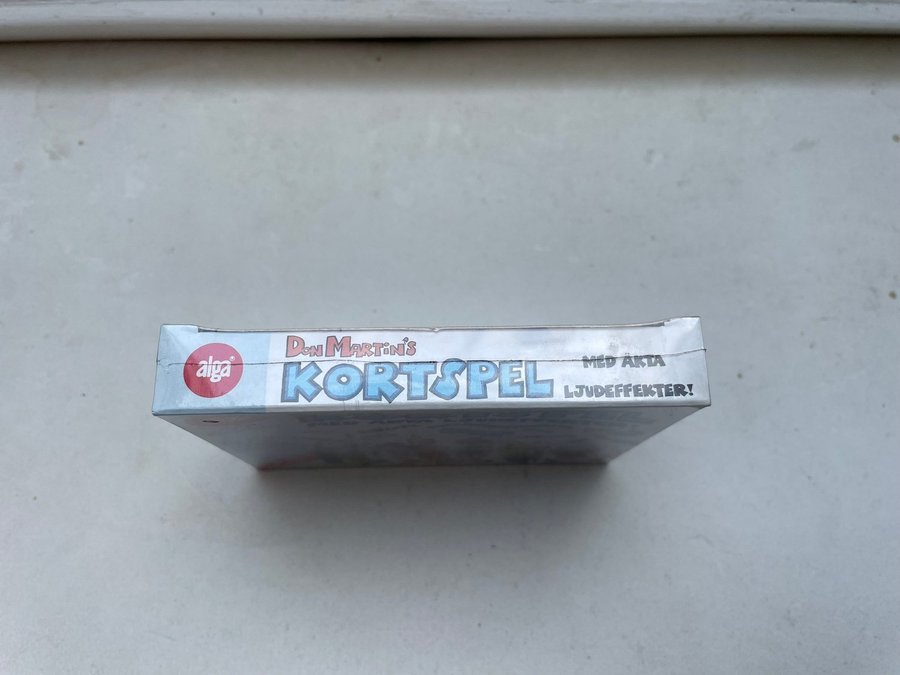 alga
DON MARTIN'S
KORTSPEL
MED ÄKTA
LJUDEFFEKTER!